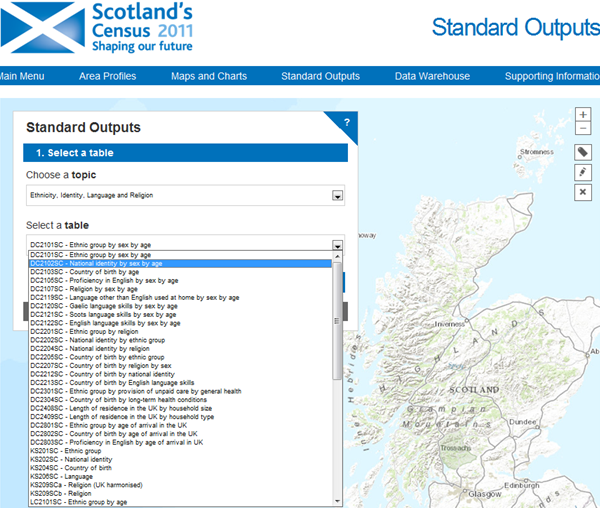 Scotland's
Census 2011
Shaping our future
Standard Outputs
Main Menu Area Profiles Maps and Charts Standard Outputs Data Warehouse Supporting Informatio
Standard Outputs
?
1. Select a table
Choose a topic
Ethnicity, Identity, Language and Religion
Select a table
DC2101SC - Ethnic group by sex by age
DC2101SC - Ethnic group by sex by age
DC2102SC - National identity by sex by age
DC2103SC - Country of birth by age
DC2105SC - Proficiency in English by sex by age
DC2107SC - Religion by sex by age
DC2119SC - Language other than English used at home by sex by age
DC2120SC - Gaelic language skills by sex by age
DC2121SC - Scots language skills by sex by age
DC2122SC - English language skills by sex by age
DC2201SC - Ethnic group by religion
DC2202SC - National identity by ethnic group
DC2204SC - National identity by religion
DC2205SC - Country of birth by ethnic group
DC2207SC - Country of birth by religion by sex
DC2212SC - Country of birth by national identity
DC2213SC - Country of birth by English language skills
DC2301SC - Ethnic group by provision of unpaid care by general health
DC2304SC - Country of birth by long-term health conditions
DC2408SC - Length of residence in the UK by household size
DC2409SC - Length of residence in the UK by household type
DC2801SC - Ethnic group by age of arrival in the UK
DC2802SC - Country of birth by age of arrival in the UK
DC2803SC - Proficiency in English by age of arrival in UK
KS201SC - Ethnic group
KS202SC - National identity
KS204SC - Country of birth
KS206SC - Language
KS209SCa - Religion (UK harmonised)
KS209SCb - Religion
LC2101SC - Ethnic group by age
+
−
Stromness
noway
Inverness
HIGHLANDS
Hebrides
SCOTLAND
Ab
Grampian
Mountains
Dundee
Trossachs
Edinburgh
Glasgow